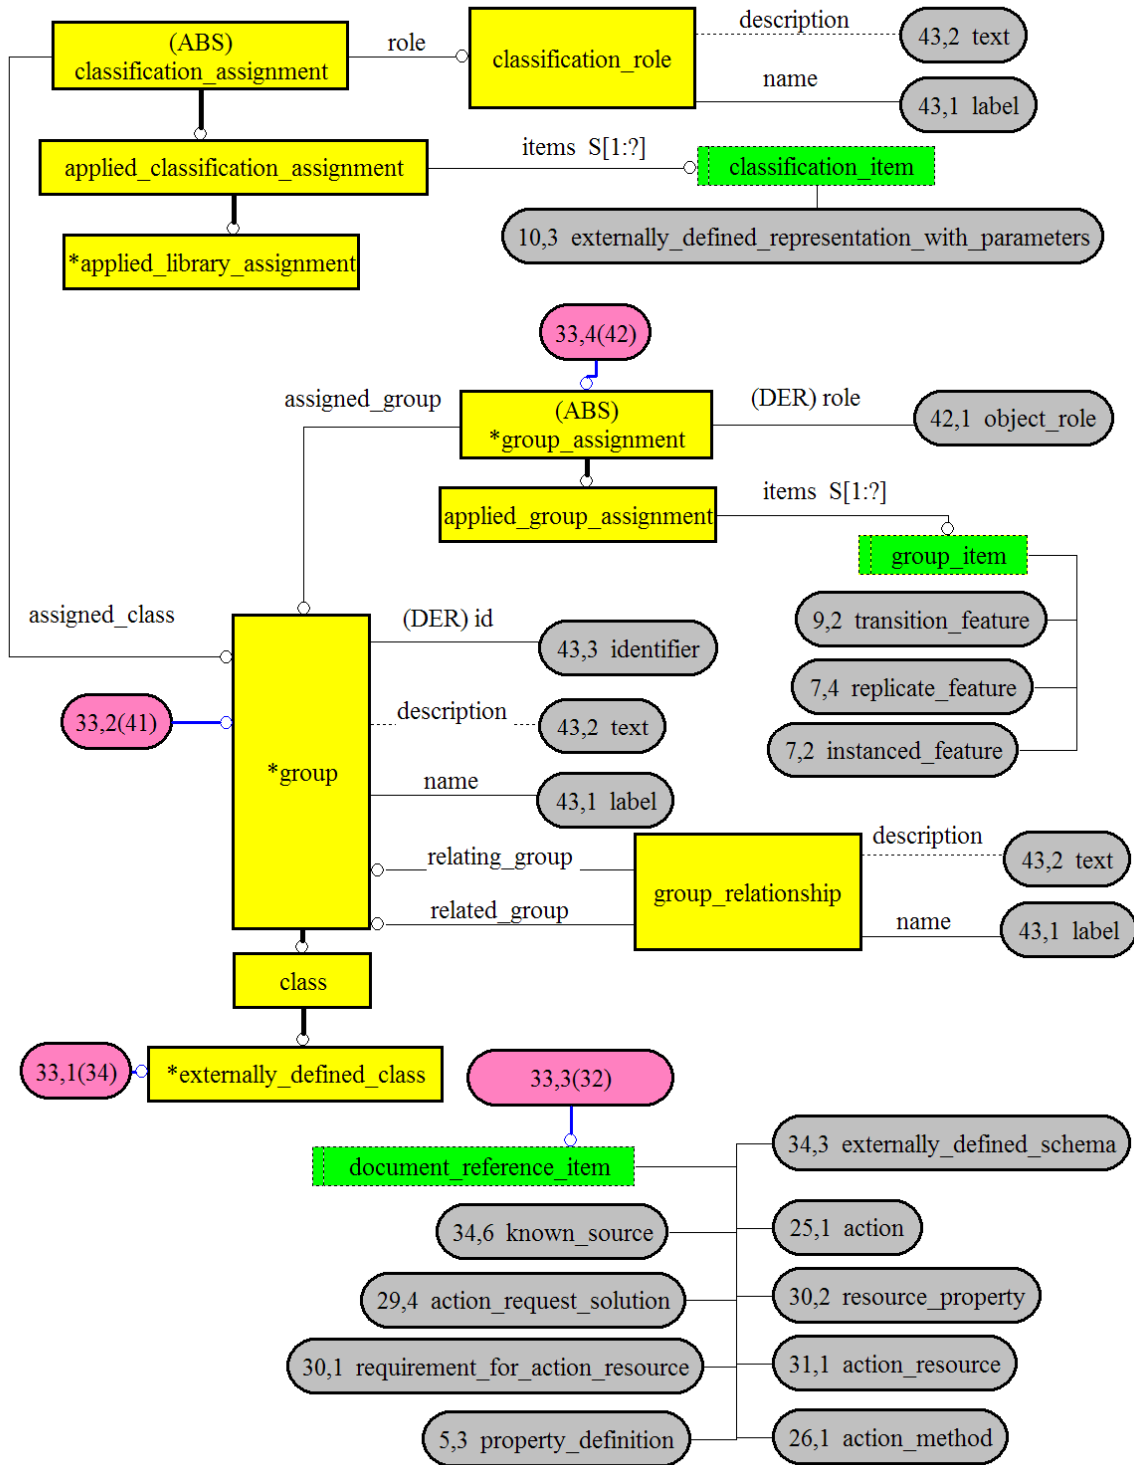 (ABS)
classification_assignment
role
classification_role
description
43,2 text
name
43,1 label
applied_classification_assignment
items S[1:?]
classification_item
*applied_library_assignment
10,3 externally_defined_representation_with_parameters
33,4(42)
assigned_group
(ABS)
*group_assignment
(DER) role
42,1 object_role
applied_group_assignment
items S[1:?]
group_item
assigned_class
(DER) id
43,3 identifier
9,2 transition_feature
7,4 replicate_feature
7,2 instanced_feature
33,2(41)
description
43,2 text
*group
name
43,1 label
relating_group
related_group
group_relationship
description
43,2 text
name
43,1 label
class
33,1(34)
*externally_defined_class
33,3(32)
document_reference_item
34,3 externally_defined_schema
34,6 known_source
25,1 action
29,4 action_request_solution
30,2 resource_property
30,1 requirement_for_action_resource
31,1 action_resource
5,3 property_definition
26,1 action_method